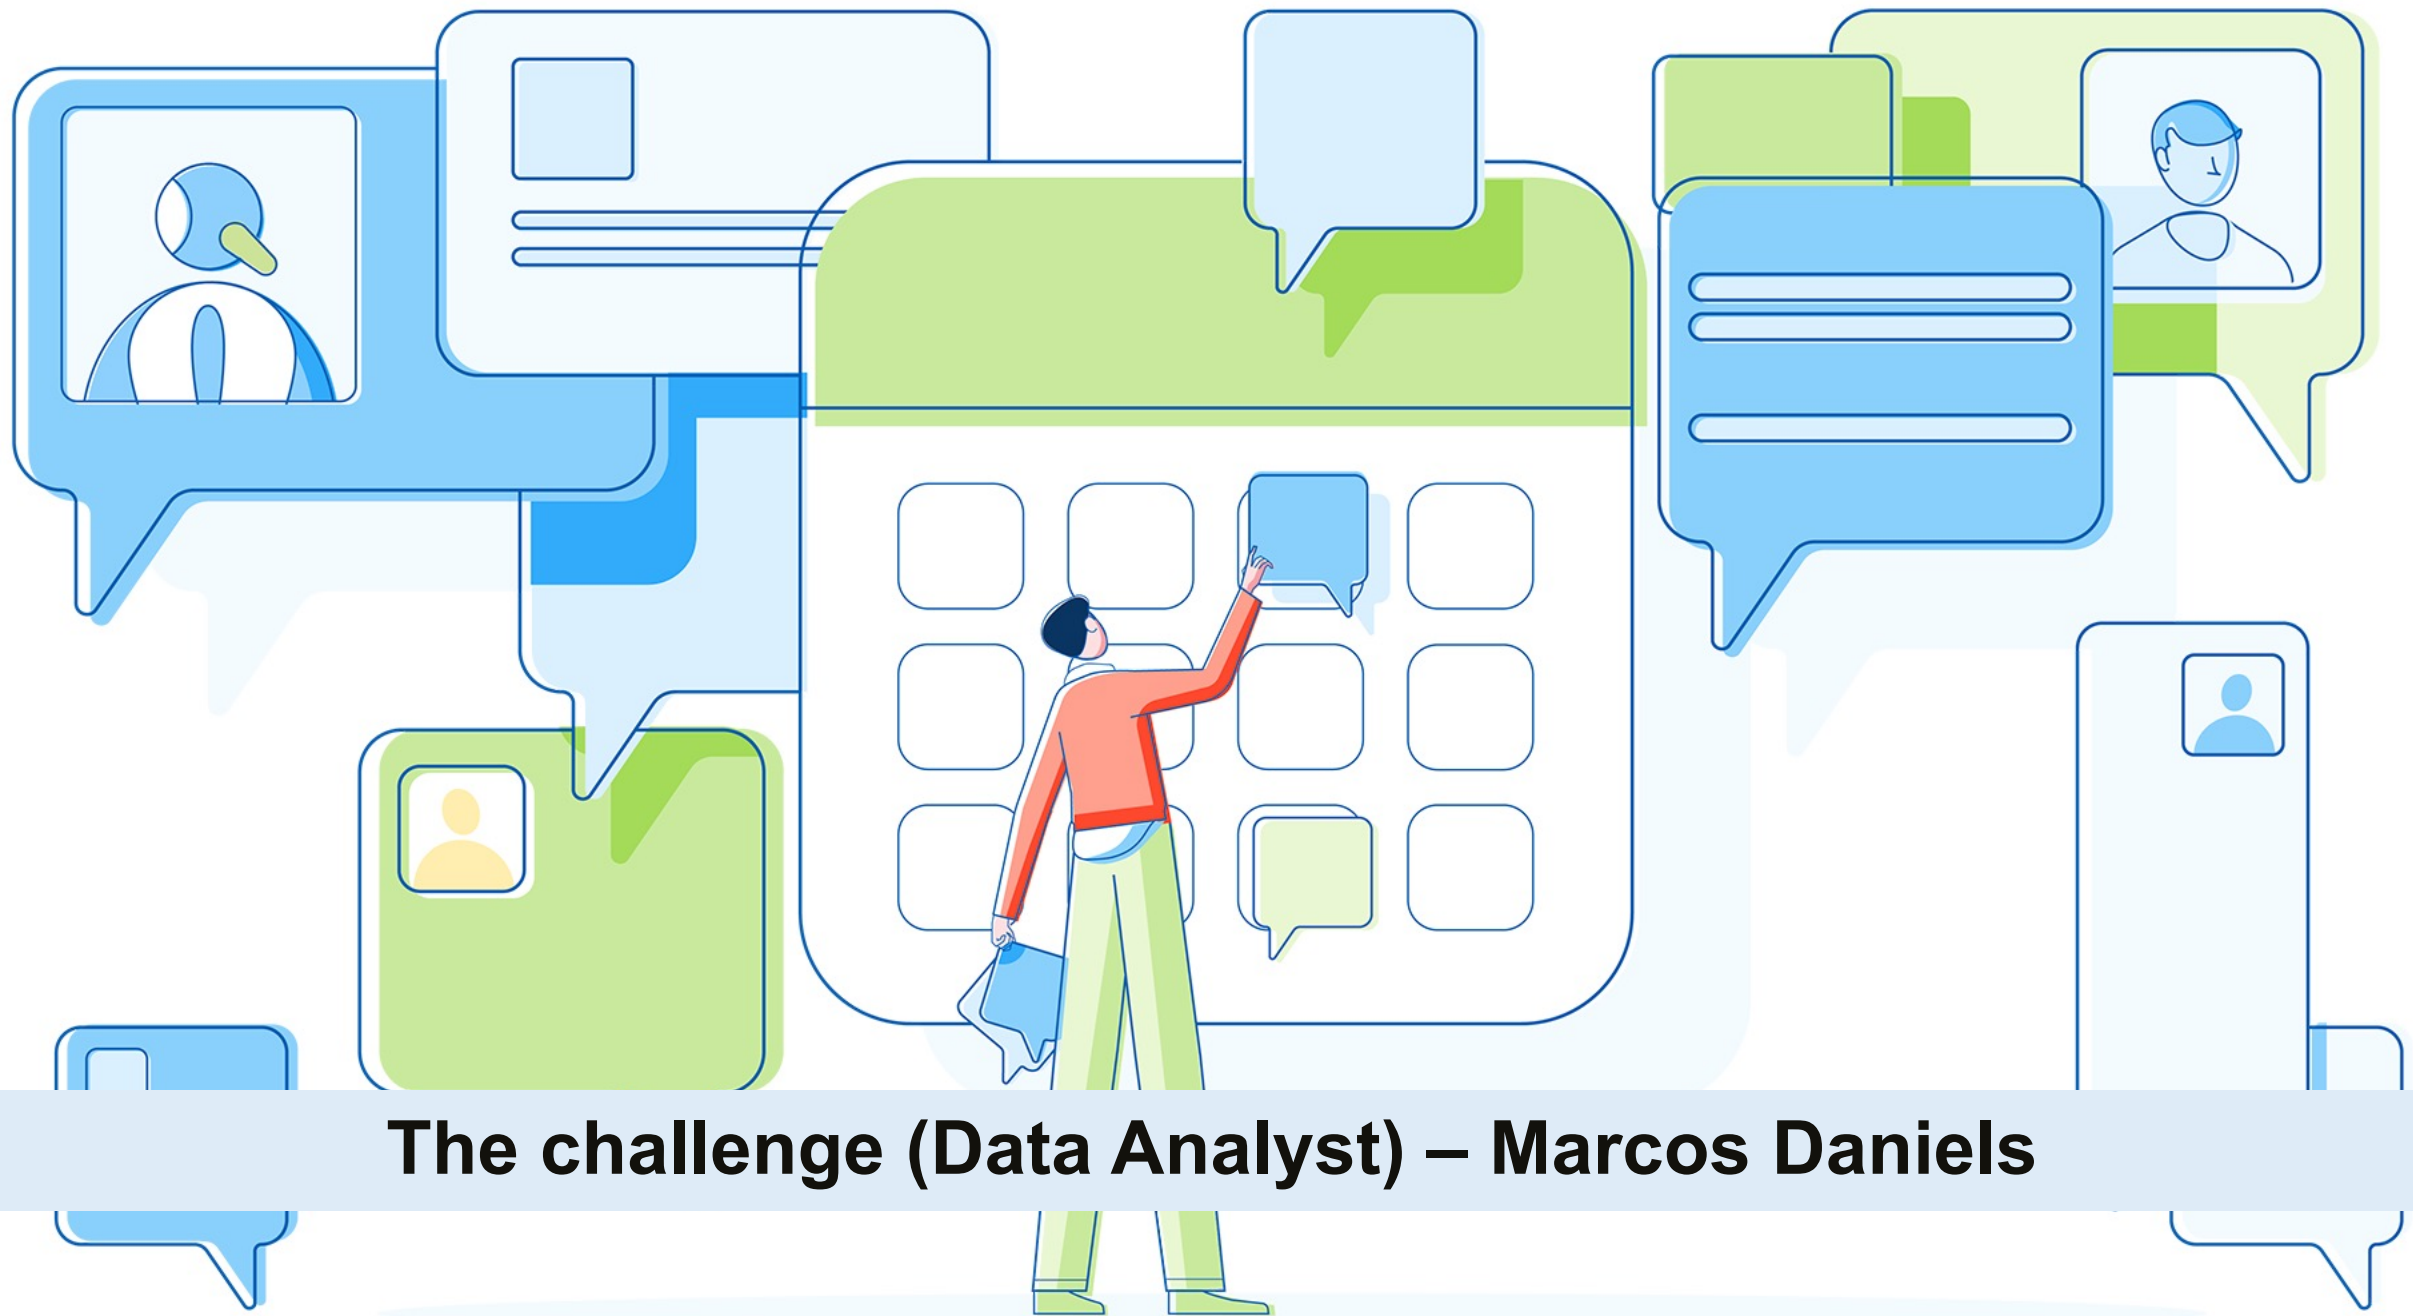 The challenge (Data Analyst) – Marcos Daniels